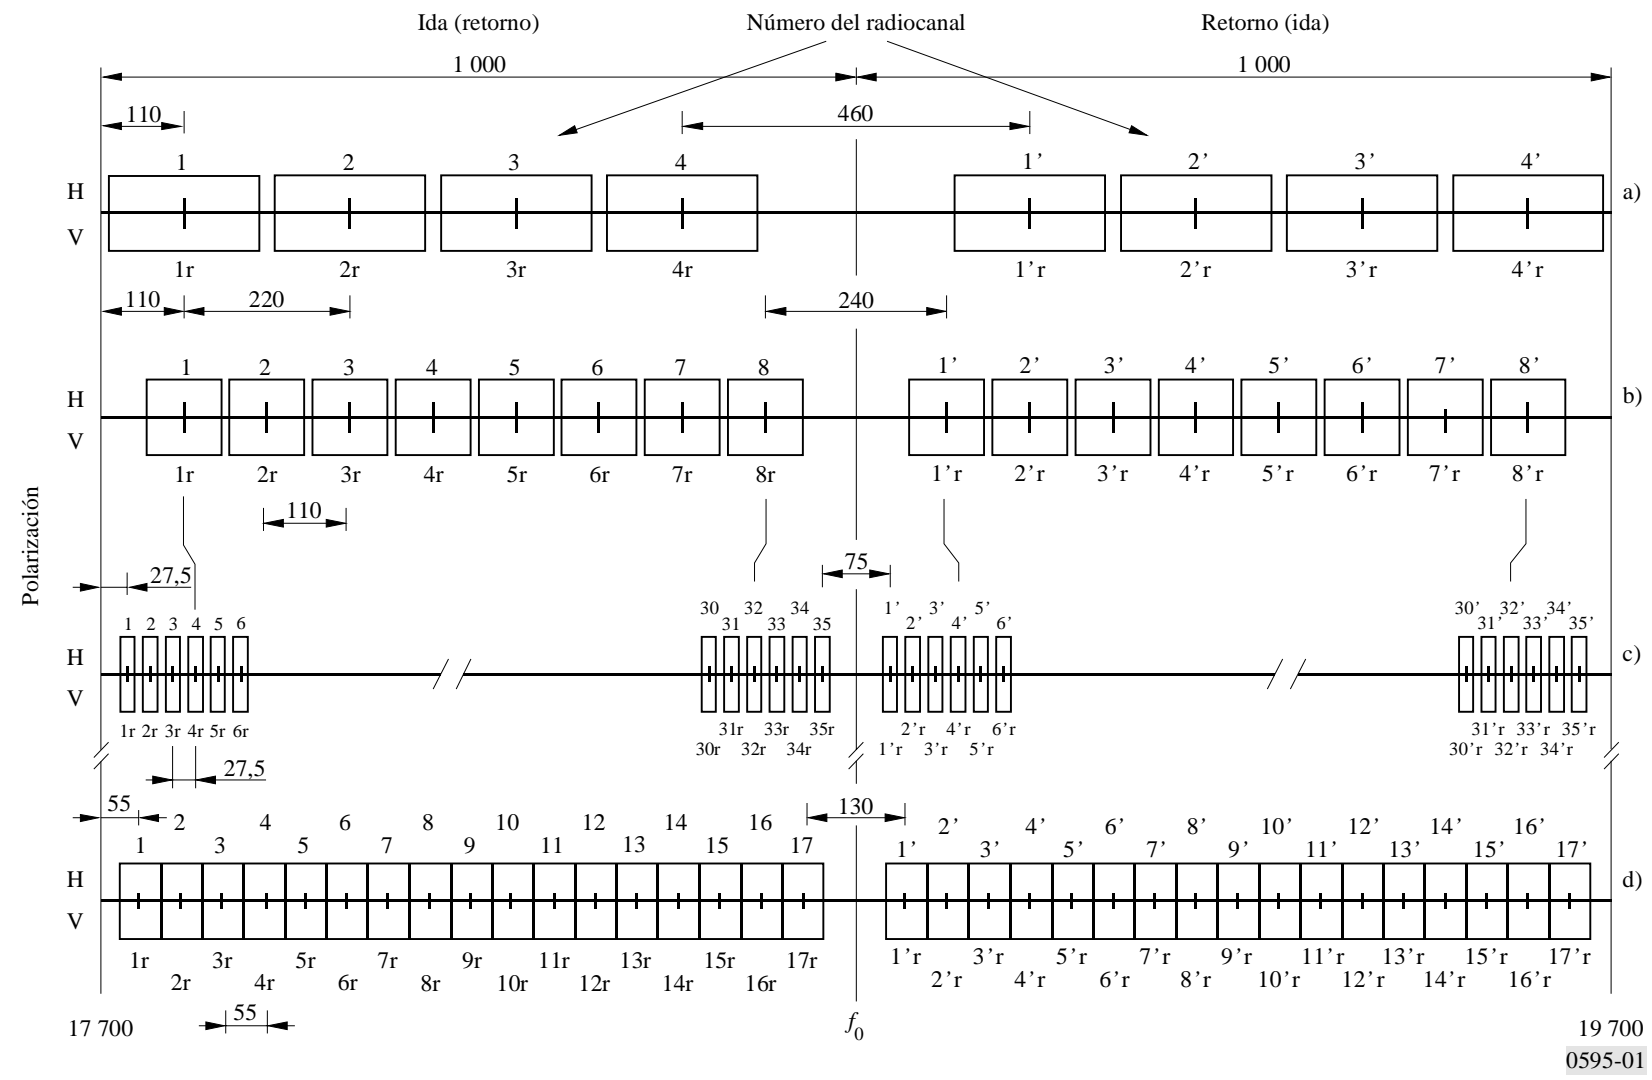 Ida (retorno) Número del radiocanal Retorno (ida)
1 000 1 000
110 460
1 2 3 4 1’ 2’ 3’ 4’
H a)
V
1r 2r 3r 4r 1’r 2’r 3’r 4’r
110 220 240
1 2 3 4 5 6 7 8 1’ 2’ 3’ 4’ 5’ 6’ 7’ 8’
H b)
V
1r 2r 3r 4r 5r 6r 7r 8r 1’r 2’r 3’r 4’r 5’r 6’r 7’r 8’r
110
Polarización
27,5 75
30 32 34 1’ 3’ 5’ 30’ 32’ 34’
1 2 3 4 5 6 31 33 35 2’ 4’ 6’ 31’ 33’ 35’
H c)
V
1r 2r 3r 4r 5r 6r 31r 33r 35r 2’r 4’r 6’r 31’r 33’r 35’r
30r 32r 34r 1’r 3’r 5’r 30’r 32’r 34’r
27,5
55 130
2 4 6 8 10 12 14 16 2’ 4’ 6’ 8’ 10’ 12’ 14’ 16’
1 3 5 7 9 11 13 15 17 1’ 3’ 5’ 7’ 9’ 11’ 13’ 15’ 17’
H d)
V
1r 3r 5r 7r 9r 11r 13r 15r 17r 1’r 3’r 5’r 7’r 9’r 11’r 13’r 15’r 17’r
2r 4r 6r 8r 10r 12r 14r 16r 2’r 4’r 6’r 8’r 10’r 12’r 14’r 16’r
55
17 700 f0 19 700
0595-01